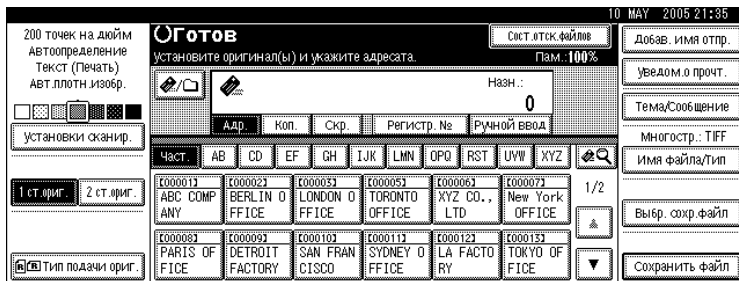 10 MAY 2005 21:35
200 точек на дюйм
Автоопределение
Текст (Печать)
Авт.плотн.изобр.
Установки сканир.
1 ст.ориг.
2 ст.ориг.
Тип подачи ориг.
Готов
Сост.отск.файлов
Установите оригинал(ы) и укажите адресата.
Пам.:100%
Назн.:
0
Адр.
Коп.
Скр.
Регистр. №
Ручной ввод
Част.
AB
CD
EF
GH
IJK
LMN
OPQ
RST
UVW
XYZ
[00001]
ABC COMP
ANY
[00002]
BERLIN O
FFICE
[00003]
LONDON O
FFICE
[00005]
TORONTO
OFFICE
[00006]
XYZ CO.,
LTD
[00007]
New York
OFFICE
1/2
[00008]
PARIS OF
FICE
[00009]
DETROIT
FACTORY
[00010]
SAN FRAN
CISCO
[00011]
SYDNEY O
FFICE
[00012]
LA FACTO
RY
[00013]
TOKYO OF
FICE
▲
▼
Добав. имя отпр.
Уведом.о прочт.
Тема/Сообщение
Многостр.: TIFF
Имя файла/Тип
Выбр. сохр.файл
Сохранить файл